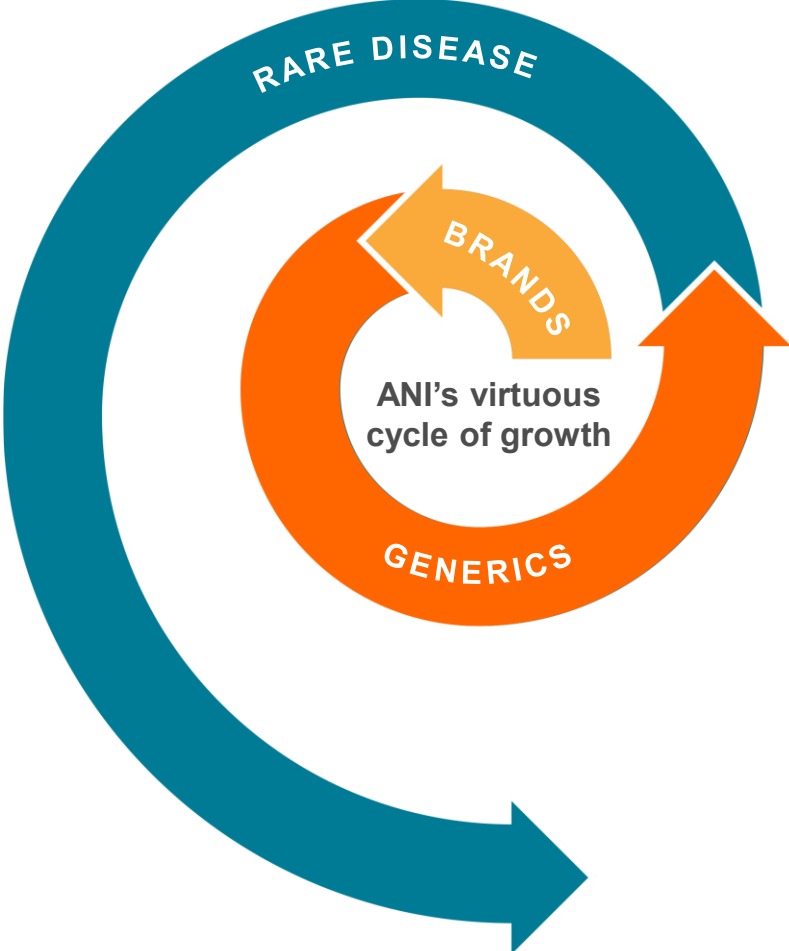 RARE DISEASE
BRANDS
ANI’s virtuous
cycle of growth
GENERICS